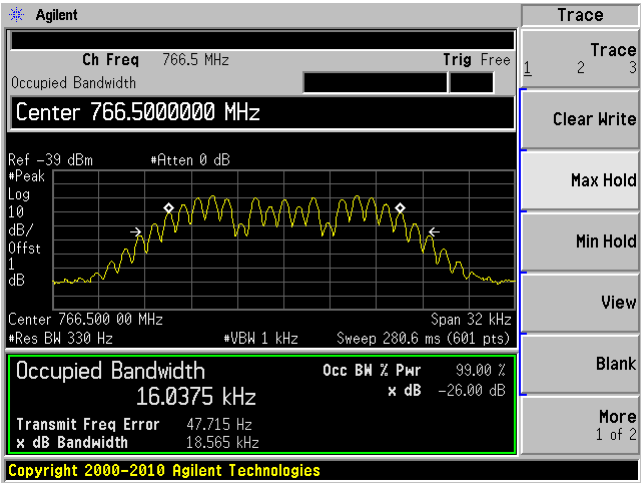 Agilent
Trace
Ch Freq 766.5 MHz Trig Free
Occupied Bandwidth
Center 766.5000000 MHz
Ref -39 dBm #Atten 0 dB
#Peak
Log
10
dB/
Offst
1
dB
Center 766.500 00 MHz Span 32 kHz
#Res BW 330 Hz #VBW 1 kHz Sweep 280.6 ms (601 pts)
Occupied Bandwidth Occ BW % Pwr 99.00 %
16.0375 kHz x dB -26.00 dB
Transmit Freq Error 47.715 Hz
x dB Bandwidth 18.565 kHz
Copyright 2000-2010 Agilent Technologies
Trace
1 2 3
Clear Write
Max Hold
Min Hold
View
Blank
More
1 of 2